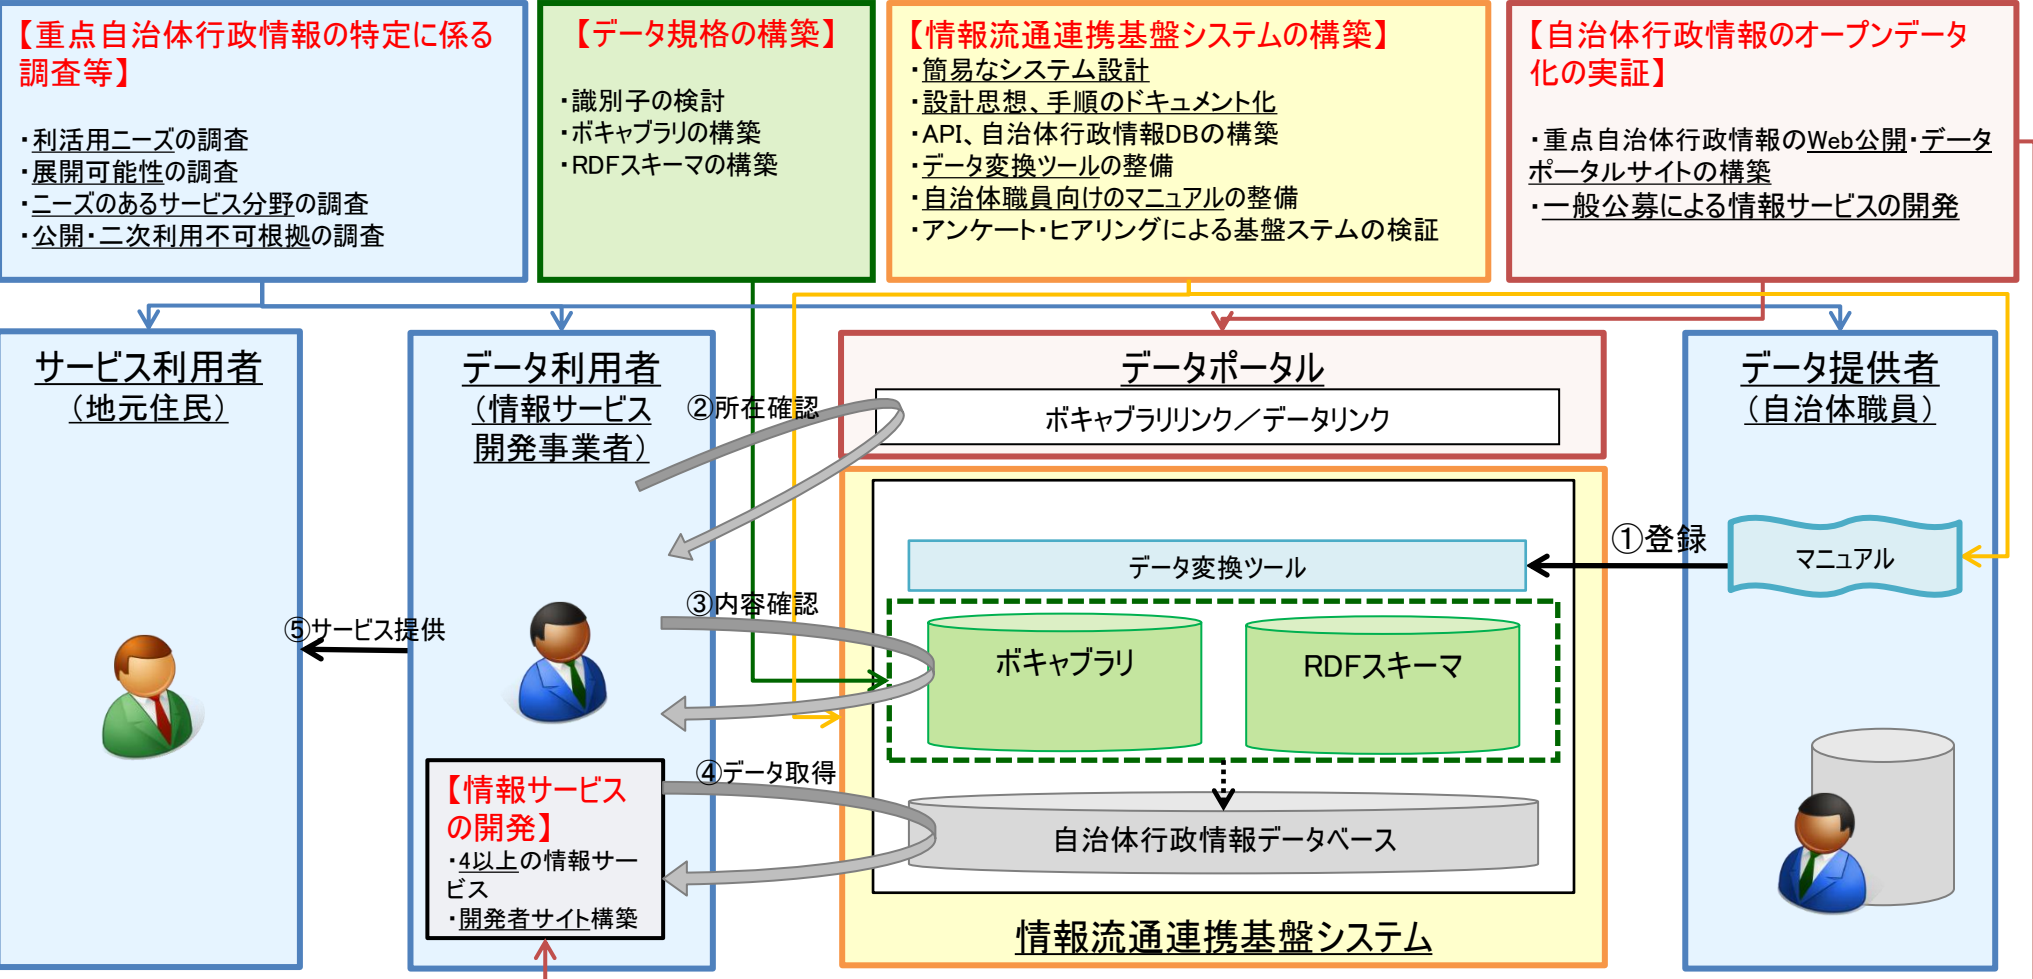 【重点自治体行政情報の特定に係る
調査等】
・利活用ニーズの調査
・展開可能性の調査
・ニーズのあるサービス分野の調査
・公開・二次利用不可根拠の調査
【データ規格の構築】
・識別子の検討
・ボキャブラリの構築
・RDFスキーマの構築
【情報流通連携基盤システムの構築】
・簡易なシステム設計
・設計思想、手順のドキュメント化
・API、自治体行政情報DBの構築
・データ変換ツールの整備
・自治体職員向けのマニュアルの整備
・アンケート・ヒアリングによる基盤ステムの検証
【自治体行政情報のオープンデータ
化の実証】
・重点自治体行政情報のWeb公開・データ
ポータルサイトの構築
・一般公募による情報サービスの開発
サービス利用者
（地元住民）
データ利用者
（情報サービス
開発事業者）
データポータル
ボキャブラリリンク／データリンク
データ提供者
（自治体職員）
②所在確認
①登録
マニュアル
データ変換ツール
③内容確認
⑤サービス提供
ボキャブラリ
RDFスキーマ
④データ取得
【情報サービス
の開発】
・4以上の情報サー
ビス
・開発者サイト構築
自治体行政情報データベース
情報流通連携基盤システム